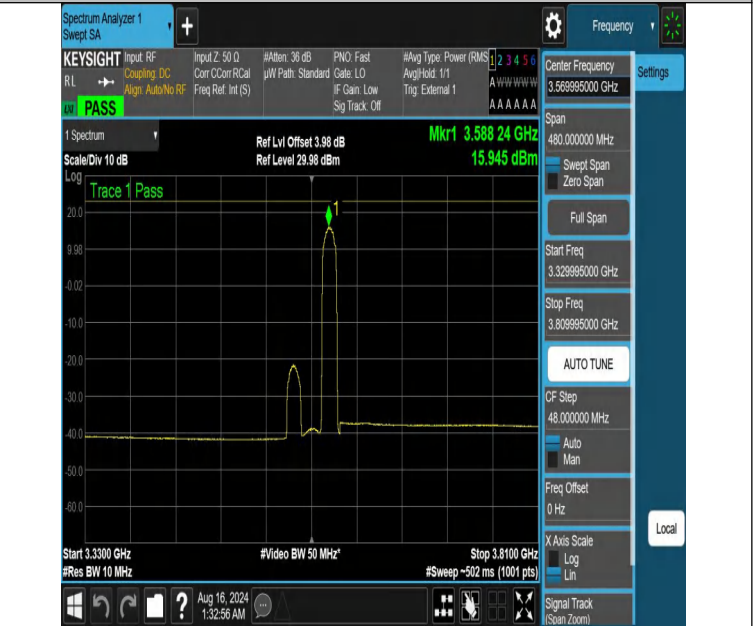 Spectrum Analyzer 1
Swept SA
+
Frequency
KEYSIGHT
RL
PASS
Input: RF
Coupling: DC
Align: Auto/No RF
Input Z: 50 Ω
Corr CCorr RCal
Freq Ref: Int (S)
#Atten: 36 dB
µW Path: Standard
PNO: Fast
Gate: LO
IF Gain: Low
Sig Track: Off
#Avg Type: Power (RMS
Avg|Hold: 1/1
Trig: External 1
1 2 3 4 5 6
A W W W W W
A A A A A A
1 Spectrum
Scale/Div 10 dB
Ref Lvl Offset 3.98 dB
Ref Level 29.98 dBm
Mkr1 3.588 24 GHz
15.945 dBm
Log
Trace 1 Pass
1
20.0
9.98
-0.02
-10.0
-20.0
-30.0
-40.0
-50.0
-60.0
Start 3.3300 GHz
#Res BW 10 MHz
#Video BW 50 MHz*
Stop 3.8100 GHz
#Sweep ~502 ms (1001 pts)
Center Frequency
3.569995000 GHz
Settings
Span
480.000000 MHz
Swept Span
Zero Span
Full Span
Start Freq
3.329995000 GHz
Stop Freq
3.809995000 GHz
AUTO TUNE
CF Step
48.000000 MHz
Auto
Man
Freq Offset
0 Hz
X Axis Scale
Log
Lin
Local
Signal Track
(Span Zoom)
?
Aug 16, 2024
1:32:56 AM